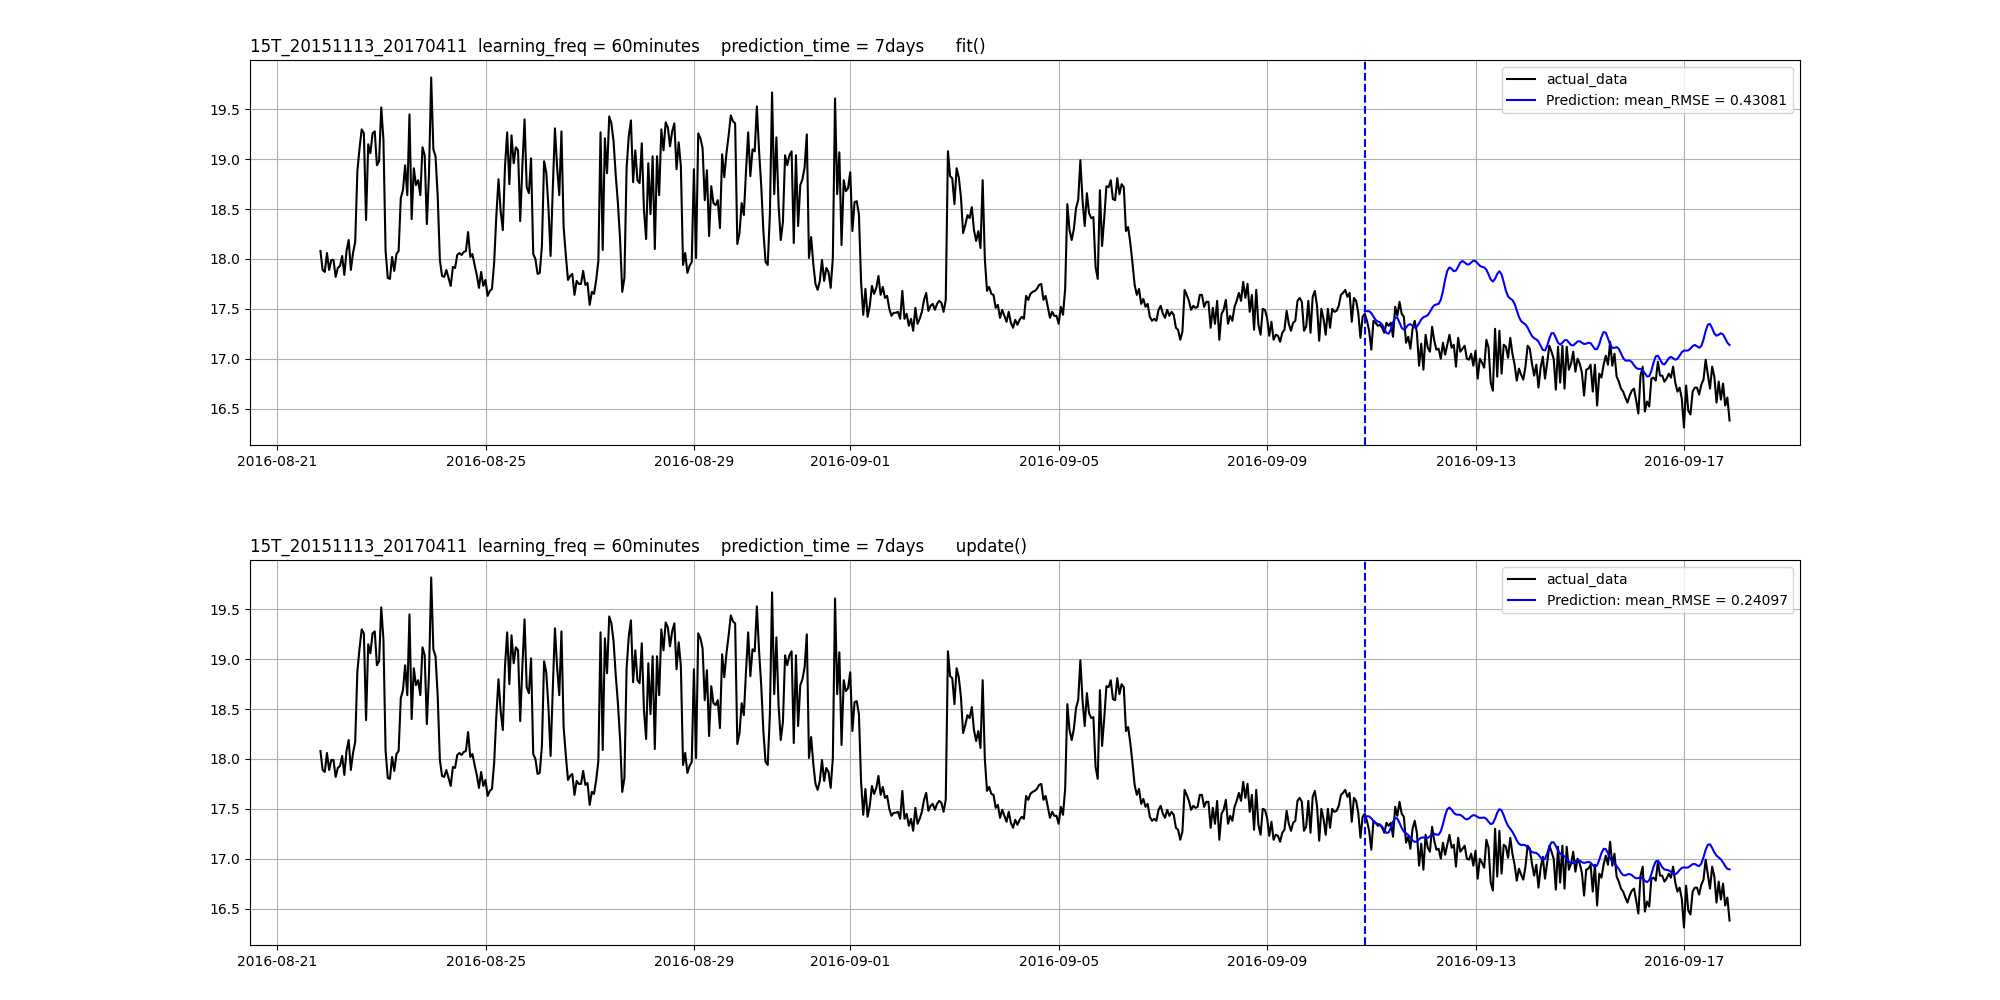 15T_20151113_20170411  learning_freq = 60minutes    prediction_time = 7days      fit()
actual_data
Prediction: mean_RMSE = 0.43081
19.5
19.0
18.5
18.0
17.5
17.0
16.5
2016-08-21 2016-08-25 2016-08-29 2016-09-01 2016-09-05 2016-09-09 2016-09-13 2016-09-17
15T_20151113_20170411  learning_freq = 60minutes    prediction_time = 7days      update()
actual_data
Prediction: mean_RMSE = 0.24097
19.5
19.0
18.5
18.0
17.5
17.0
16.5
2016-08-21 2016-08-25 2016-08-29 2016-09-01 2016-09-05 2016-09-09 2016-09-13 2016-09-17